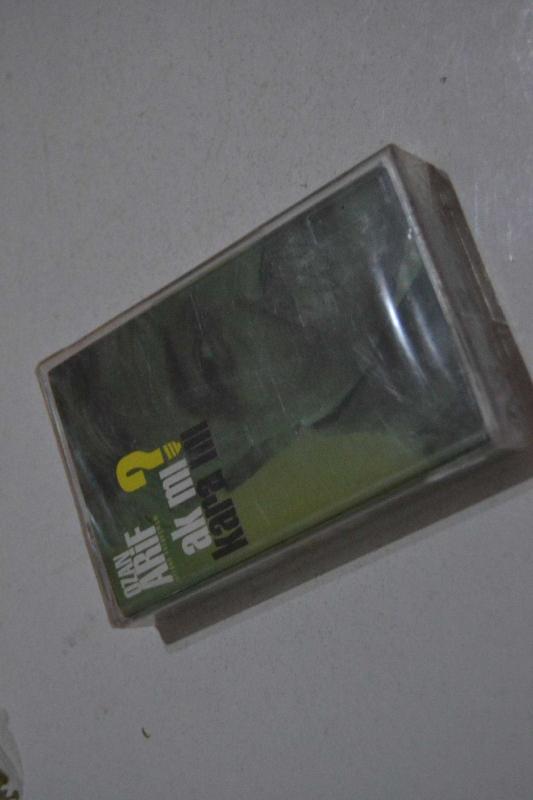 OZAN
ARİF
?
ak mı
kara mı